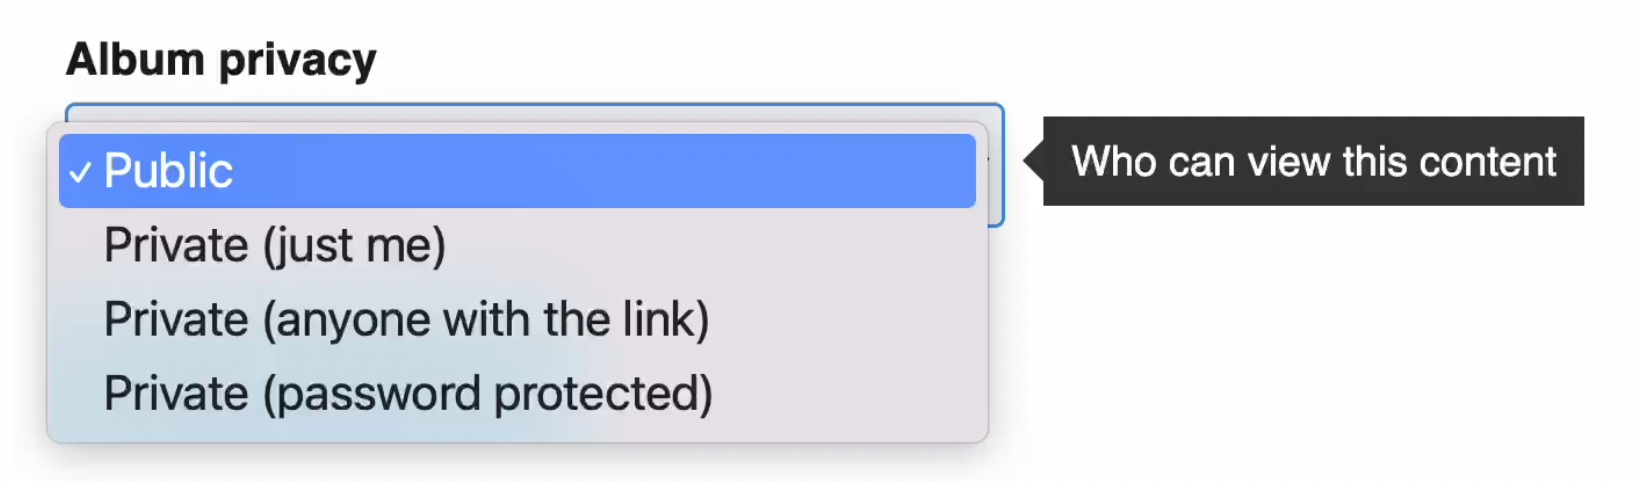 Album privacy
✓ Public
Who can view this content
Private (just me)
Private (anyone with the link)
Private (password protected)